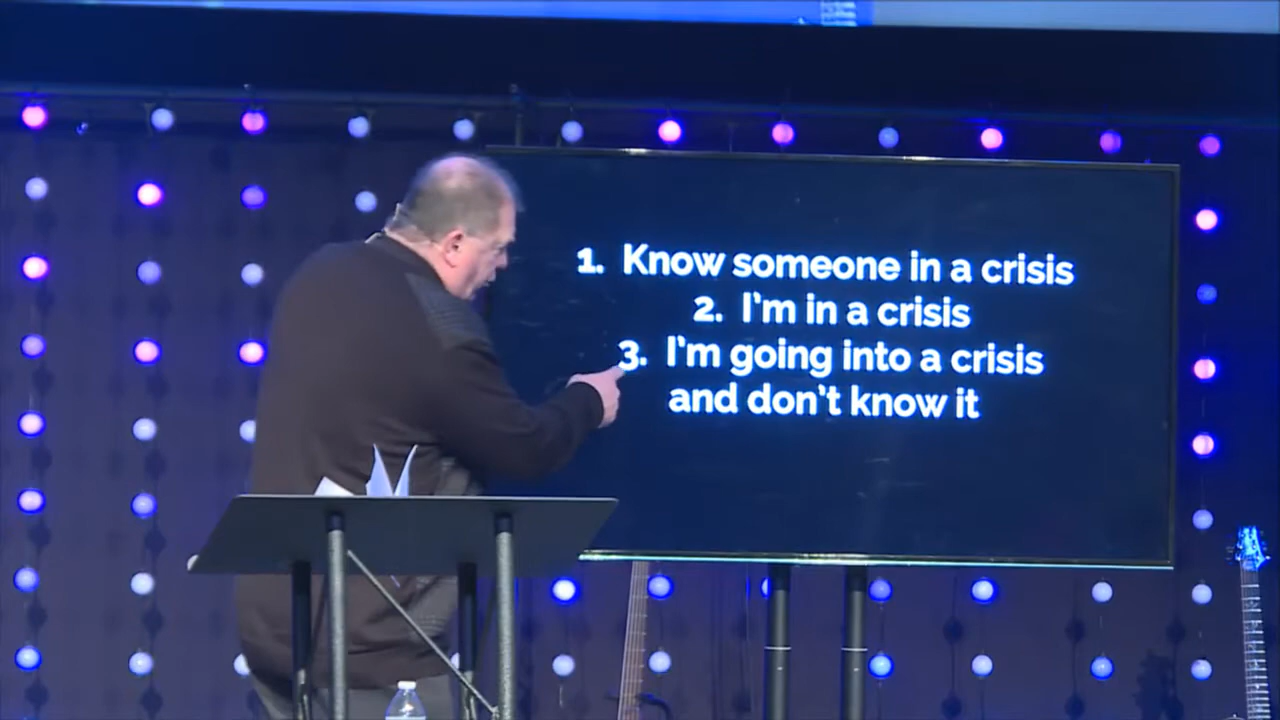 1. Know someone in a crisis
2. I'm in a crisis
3. I'm going into a crisis
and don't know it